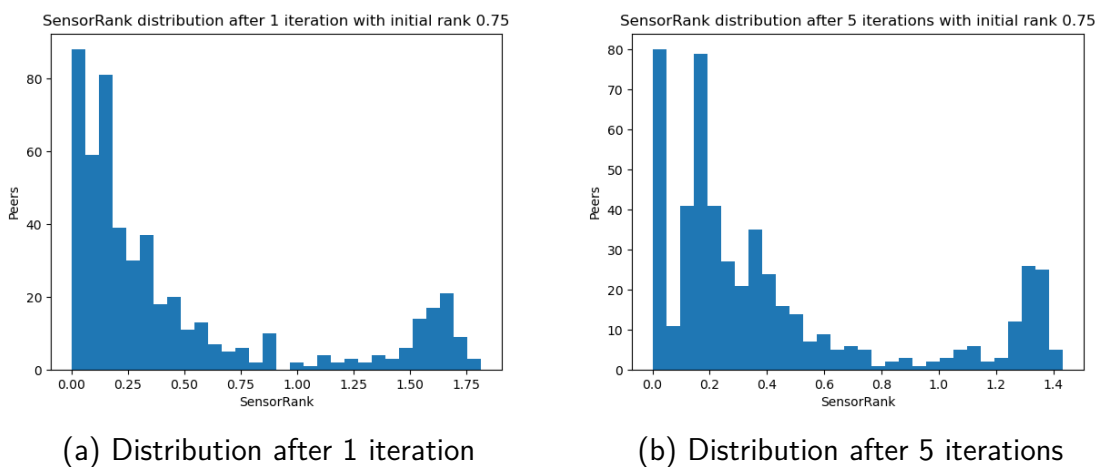 SensorRank distribution after 1 iteration with initial rank 0.75
80
60
40
20
0
Peers
0.00 0.25 0.50 0.75 1.00 1.25 1.50 1.75
SensorRank
(a) Distribution after 1 iteration
SensorRank distribution after 5 iterations with initial rank 0.75
80
70
60
50
40
30
20
10
0
Peers
0.0 0.2 0.4 0.6 0.8 1.0 1.2 1.4
SensorRank
(b) Distribution after 5 iterations